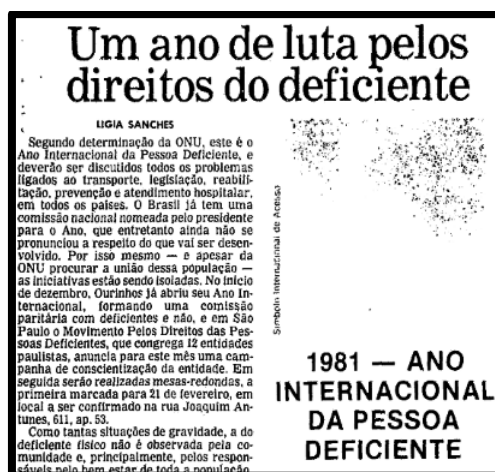 Um ano de luta pelos
direitos do deficiente
LIGIA SANCHES
Segundo determinação da ONU, este é o
Ano Internacional da Pessoa Deficiente, e
deverão ser discutidos todos os problemas
ligados ao transporte, legislação, reabili-
tação, prevenção e atendimento hospitalar,
em todos os países. O Brasil já tem uma
comissão nacional nomeada pelo presidente
para o Ano, que entretanto ainda não se
pronunciou a respeito do que vai ser desen-
volvido. Por isso mesmo — e apesar da
ONU procurar a união dessa população —
as iniciativas estão sendo isoladas. No início
de dezembro, Ourinhos já abriu seu Ano In-
ternacional, formando uma comissão
paritária com deficientes e não, e em São
Paulo o Movimento Pelos Direitos das Pes-
soas Deficientes, que congrega 12 entidades
paulistas, anuncia para este mês uma cam-
panha de conscientização da entidade. Em
seguida serão realizadas mesas-redondas, a
primeira marcada para 21 de fevereiro, em
local a ser confirmado na rua Joaquim An-
tunes, 611, ap. 53.
Como tantas situações de gravidade, a do
deficiente físico não é observada pela co-
munidade e, principalmente, pelos respon-
sáveis pelo bem estar de toda a população
Símbolo Internacional de Acesso
1981 — ANO
INTERNACIONAL
DA PESSOA
DEFICIENTE